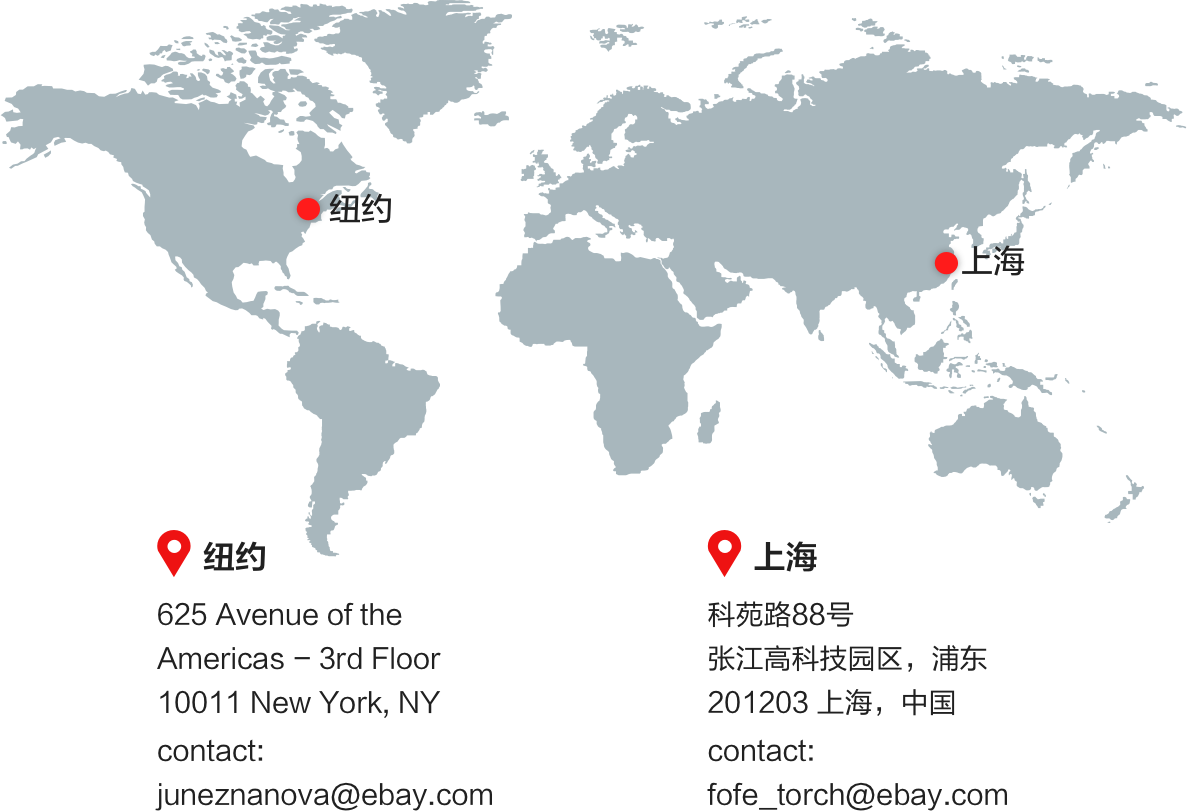 纽约
上海
纽约
625 Avenue of the
Americas – 3rd Floor
10011 New York, NY
contact:
juneznanova@ebay.com
上海
科苑路88号
张江高科技园区，浦东
201203 上海，中国
contact:
fofe_torch@ebay.com